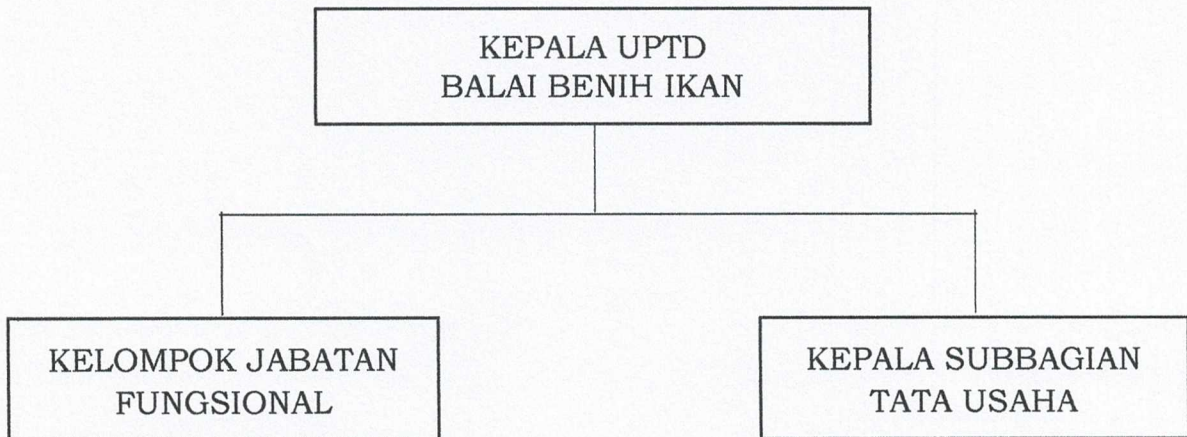 KEPALA UPTD
BALAI BENIH IKAN
KELOMPOK JABATAN
FUNGSIONAL
KEPALA SUBBAGIAN
TATA USAHA